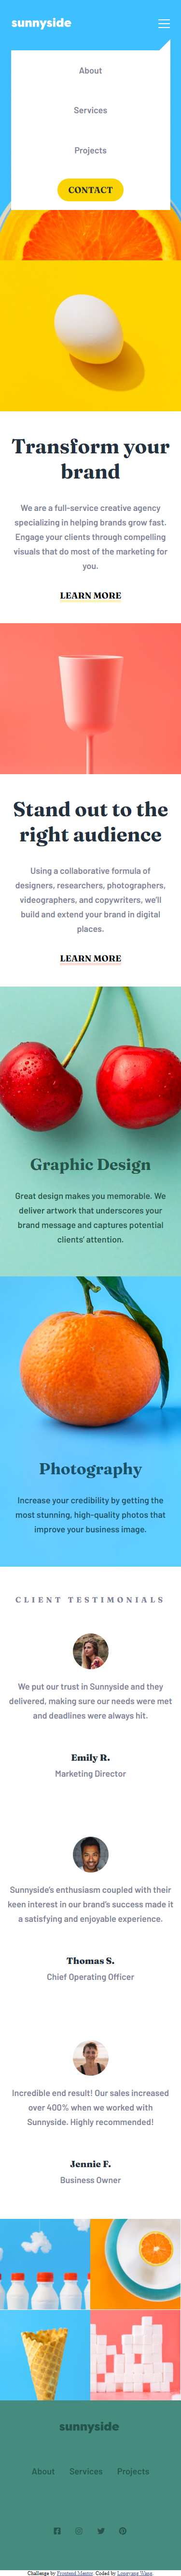 sunnyside
About
Services
Projects
CONTACT
Transform your
brand
We are a full-service creative agency
specializing in helping brands grow fast.
Engage your clients through compelling
visuals that do most of the marketing for
you.
LEARN MORE
Stand out to the
right audience
Using a collaborative formula of
designers, researchers, photographers,
videographers, and copywriters, we'll
build and extend your brand in digital
places.
LEARN MORE
Graphic Design
Great design makes you memorable. We
deliver artwork that underscores your
brand message and captures potential
clients' attention.
Photography
Increase your credibility by getting the
most stunning, high-quality photos that
improve your business image.
CLIENT TESTIMONIALS
We put our trust in Sunnyside and they
delivered, making sure our needs were met
and deadlines were always hit.
Emily R.
Marketing Director
Sunnyside's enthusiasm coupled with their
keen interest in our brand's success made it
a satisfying and enjoyable experience.
Thomas S.
Chief Operating Officer
Incredible end result! Our sales increased
over 400% when we worked with
Sunnyside. Highly recommended!
Jennie F.
Business Owner
sunnyside
About Services Projects
Challenge by Frontend Mentor. Coded by